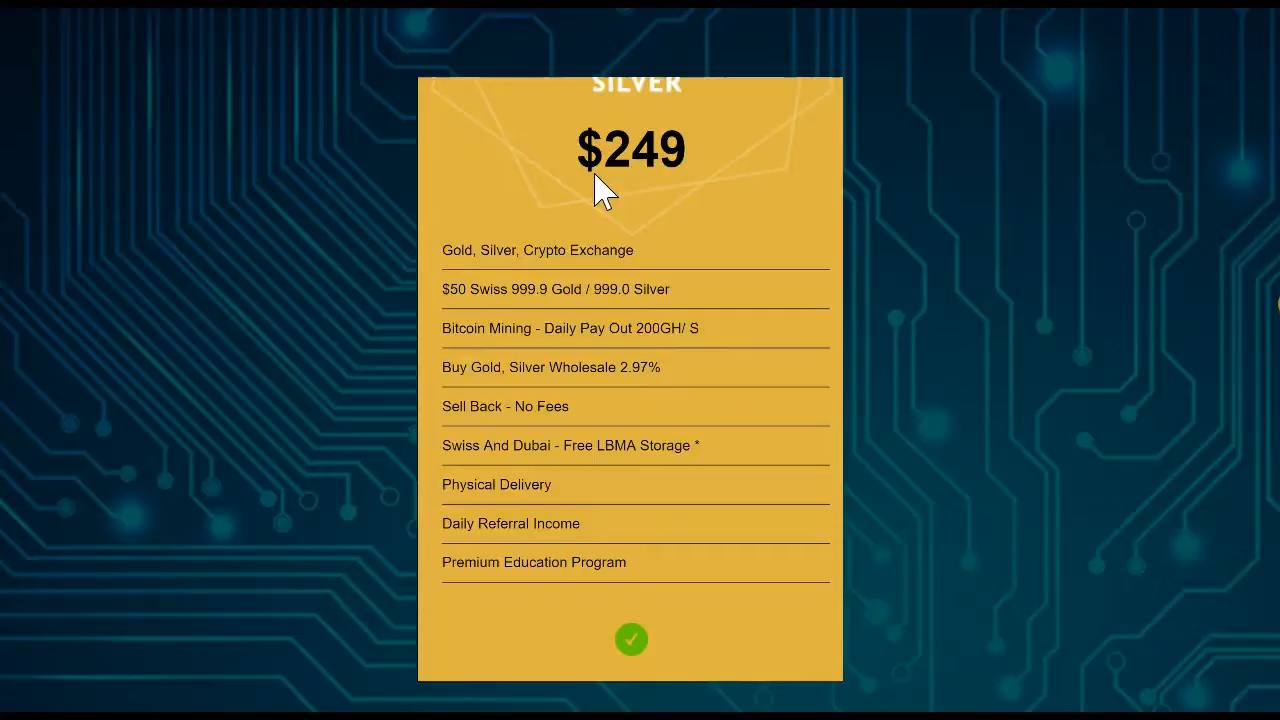 SILVER
$249
Gold, Silver, Crypto Exchange
$50 Swiss 999.9 Gold / 999.0 Silver
Bitcoin Mining - Daily Pay Out 200GH/ S
Buy Gold, Silver Wholesale 2.97%
Sell Back - No Fees
Swiss And Dubai - Free LBMA Storage *
Physical Delivery
Daily Referral Income
Premium Education Program